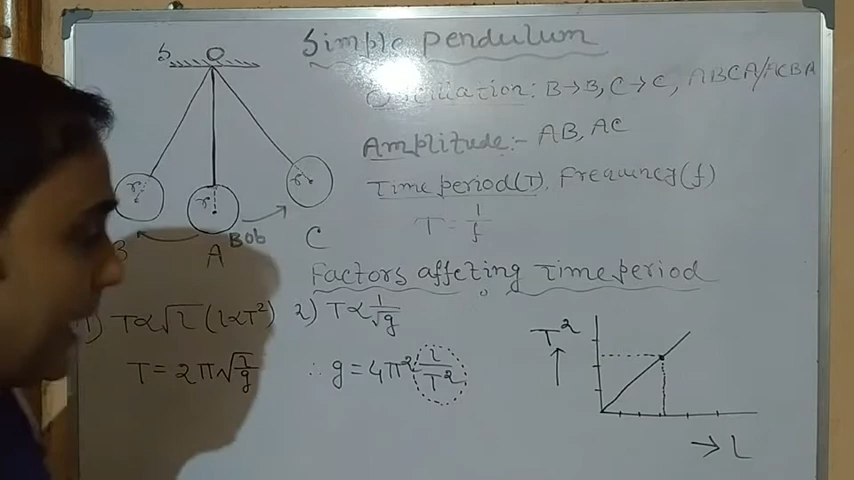 Simple pendulum
S O
Oscillation: B→B, C→C, ABCA/ACBA
Amplitude:- AB, AC
Time period(T), Frequency(f)
T = 1/f
r r r
B A Bob C
Factors affeting Time period
1) T∝√l (l∝T²) 2) T∝1/√g
T = 2π√l/g ∴ g = 4π² l/T²
T²
→ L